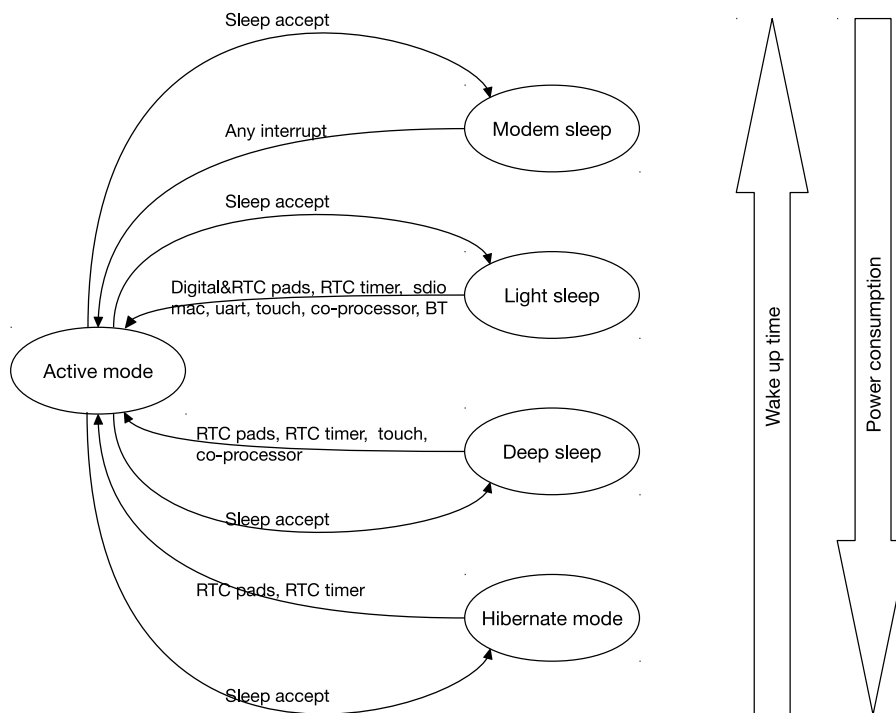 Sleep accept
Modem sleep
Any interrupt
Sleep accept
Digital&RTC pads, RTC timer, sdio
mac, uart, touch, co-processor, BT
Light sleep
Active mode
RTC pads, RTC timer, touch,
co-processor
Deep sleep
Sleep accept
RTC pads, RTC timer
Hibernate mode
Sleep accept
Wake up time
Power consumption